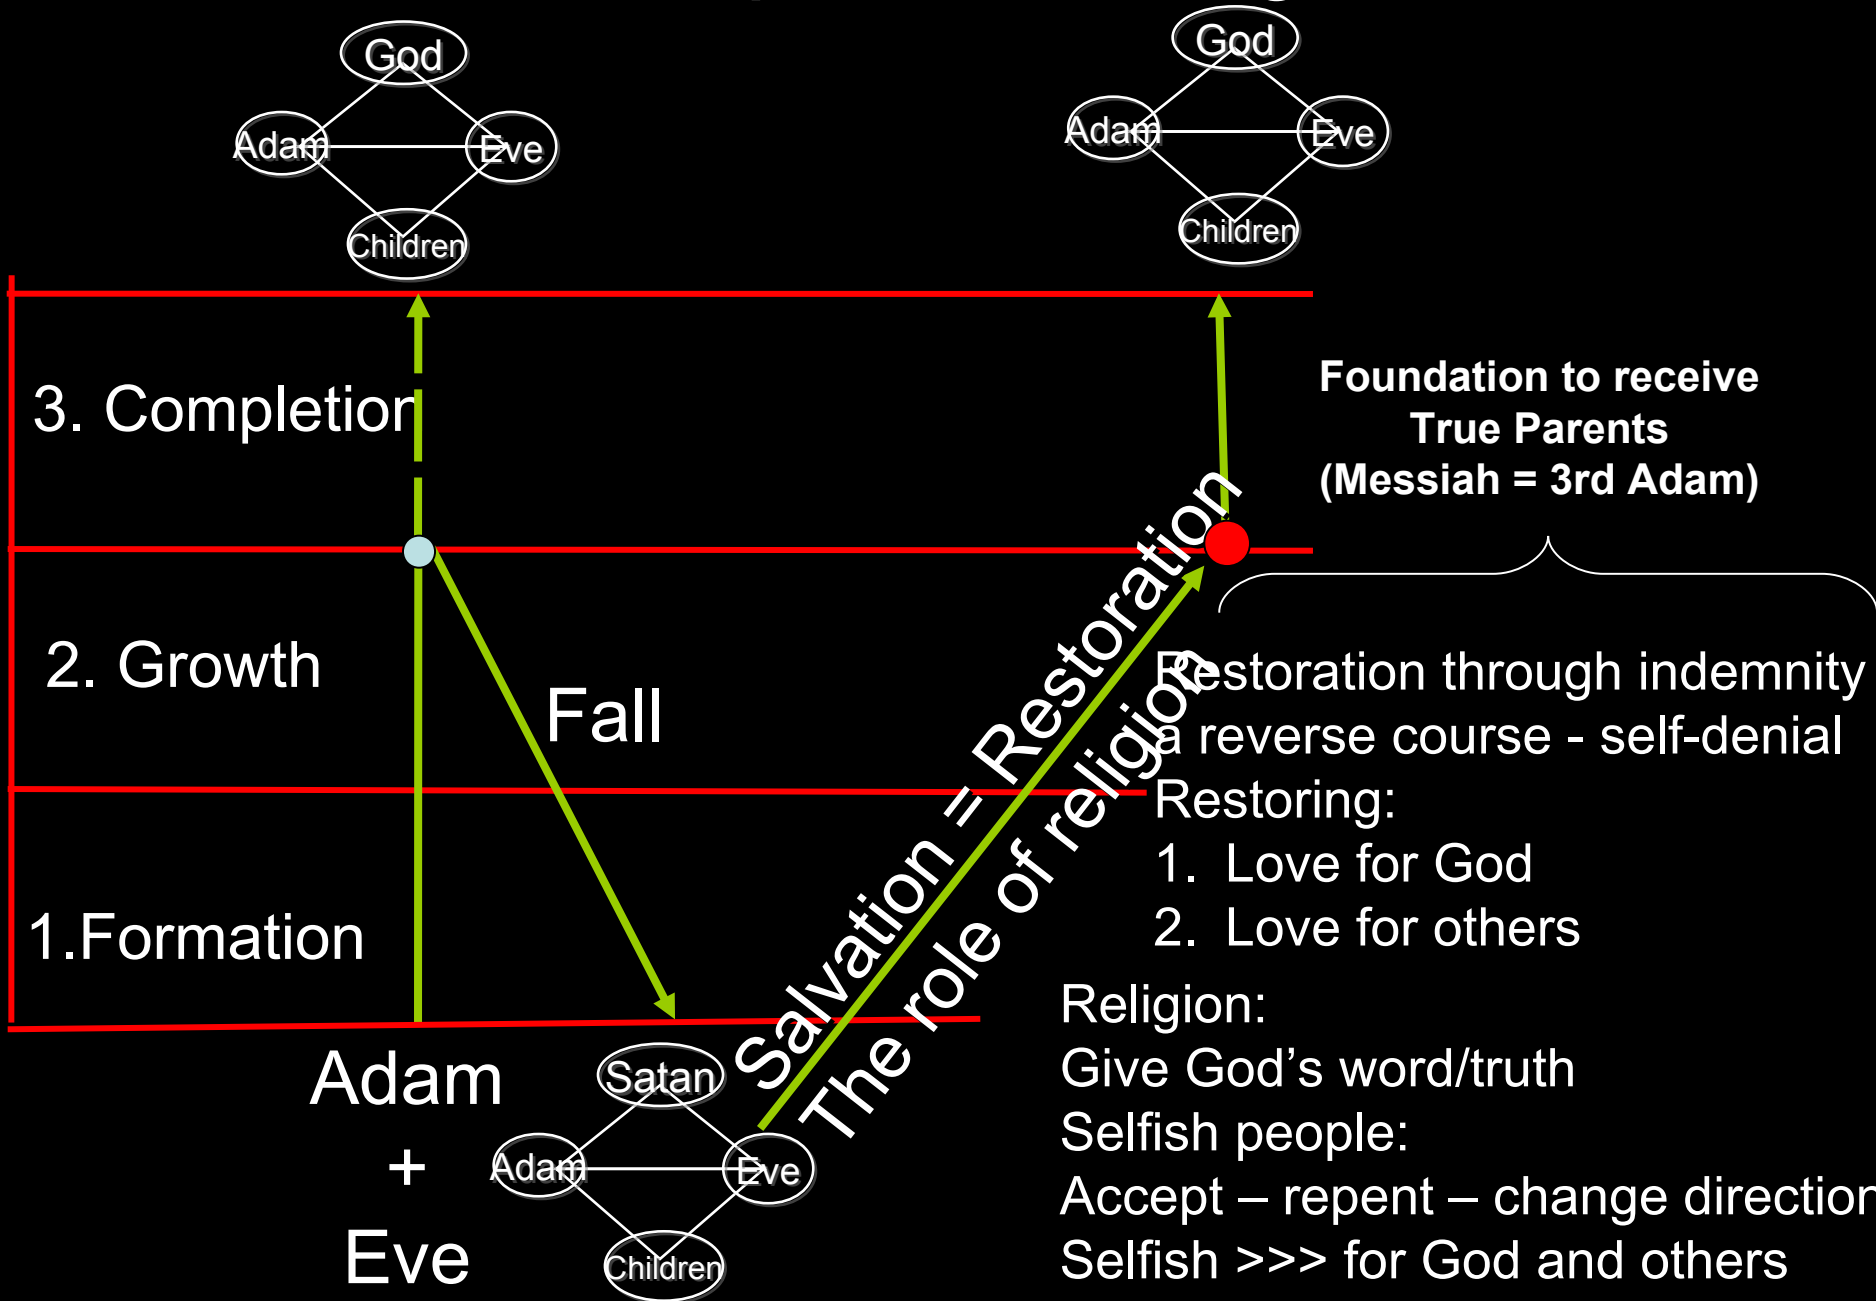 God
Adam
Eve
Children
God
Adam
Eve
Children
3. Completion
Foundation to receive
True Parents
(Messiah = 3rd Adam)
2. Growth
Fall
Salvation = Restoration
The role of religion
Restoration through indemnity
a reverse course - self-denial
Restoring:
1. Love for God
2. Love for others
1.Formation
Religion:
Give God’s word/truth
Selfish people:
Accept – repent – change direction
Selfish >>> for God and others
Adam
+
Eve
Satan
Adam
Eve
Children